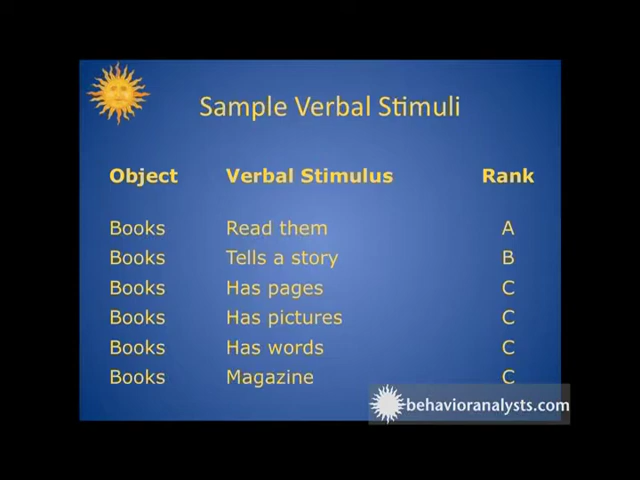 Sample Verbal Stimuli
Object Verbal Stimulus Rank
Books Read them A
Books Tells a story B
Books Has pages C
Books Has pictures C
Books Has words C
Books Magazine C
behavioranalysts.com